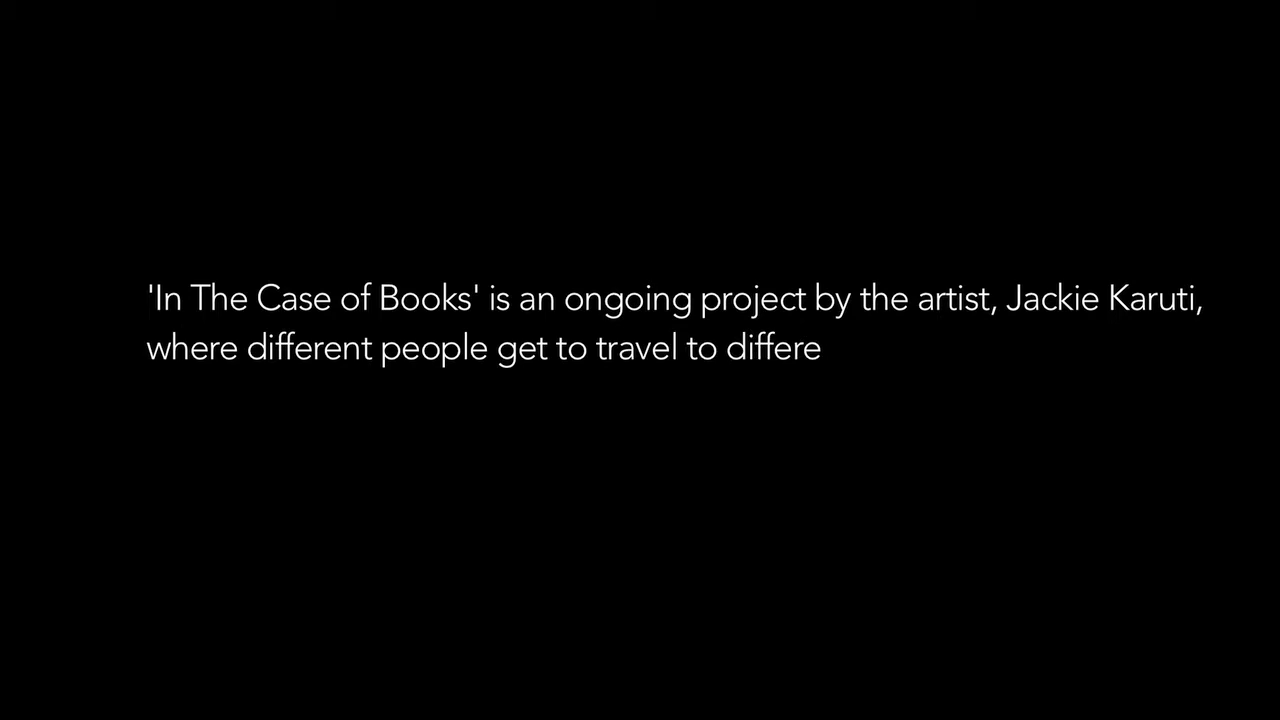 'In The Case of Books' is an ongoing project by the artist, Jackie Karuti,
where different people get to travel to differe